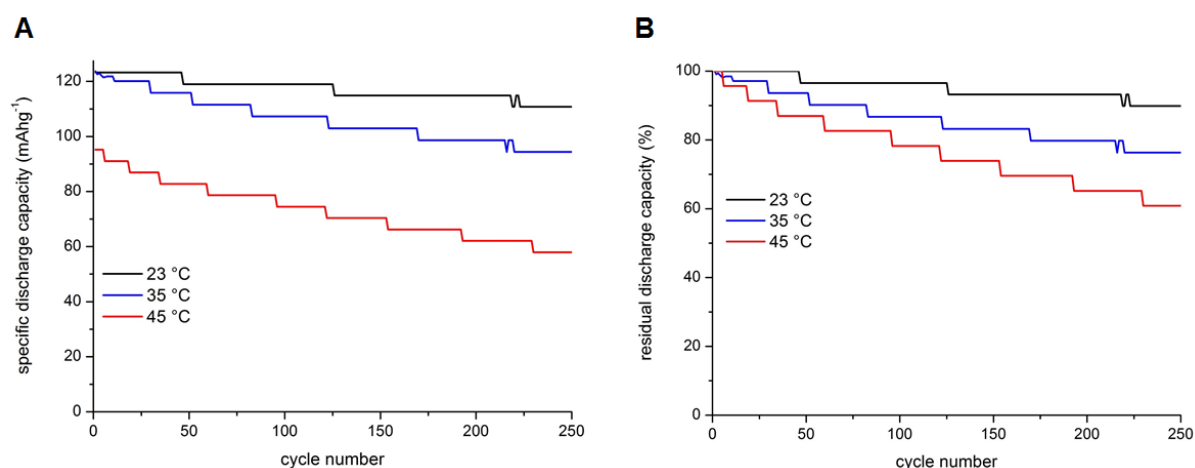 A
specific discharge capacity (mAhg⁻¹)
120
100
80
60
40
20
0
23 °C
35 °C
45 °C
0 50 100 150 200 250
cycle number
B
residual discharge capacity (%)
100
80
60
40
20
0
23 °C
35 °C
45 °C
0 50 100 150 200 250
cycle number